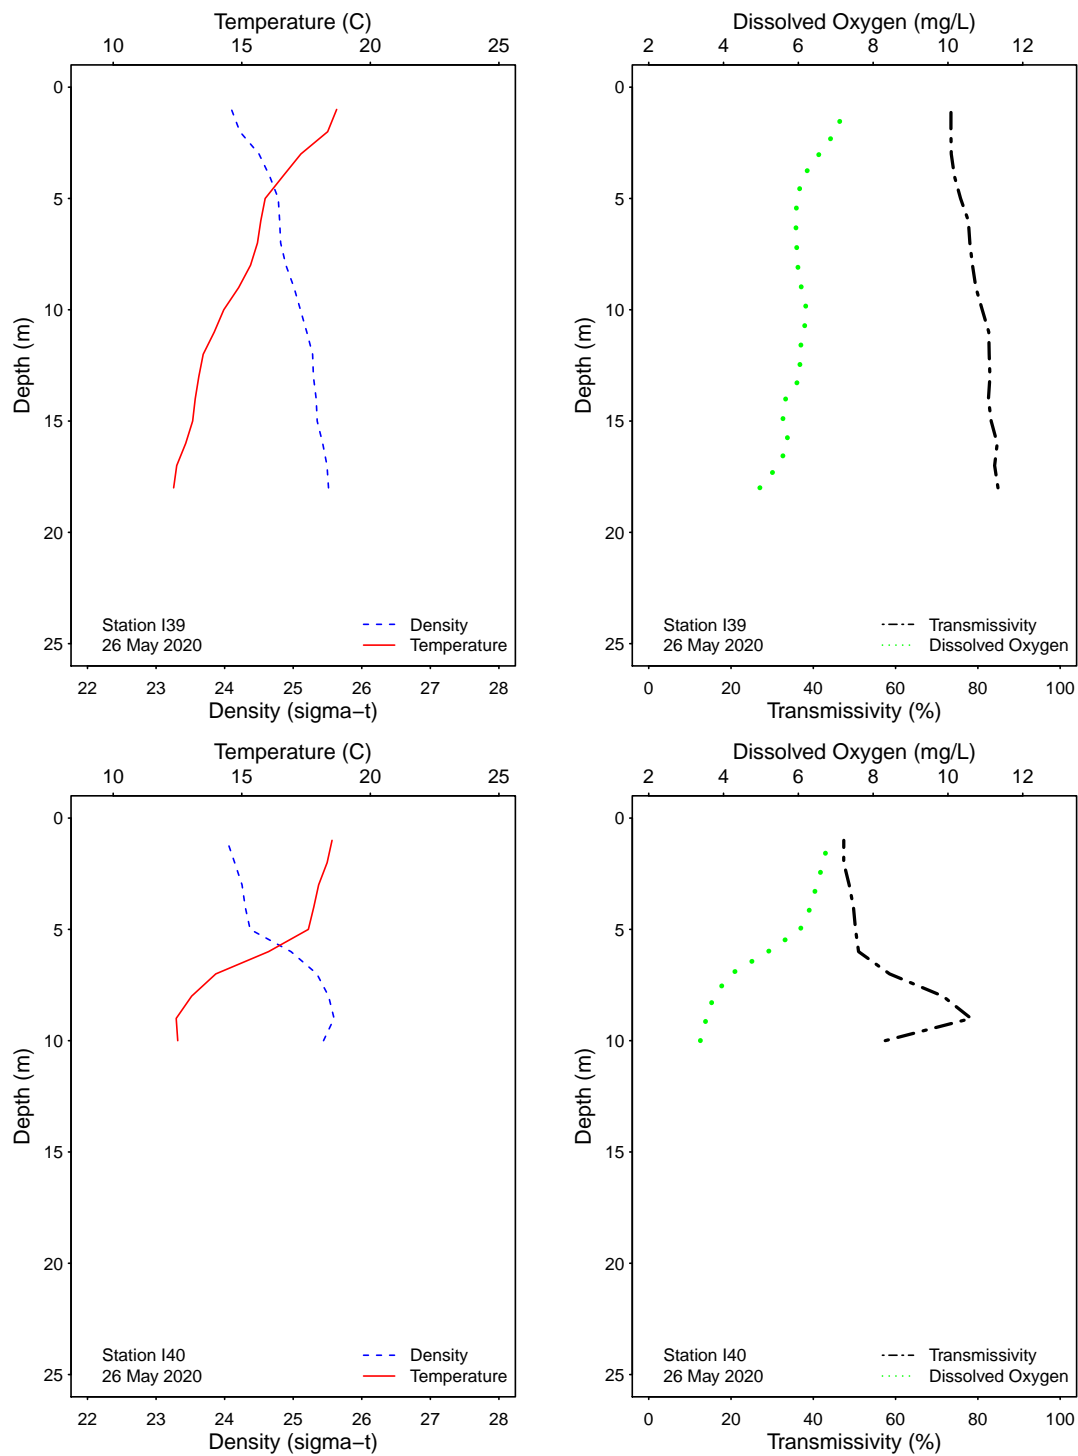 Temperature (C)
10 15 20 25
0
5
10
15
20
25
Depth (m)
Station I39
26 May 2020
Density
Temperature
22 23 24 25 26 27 28
Density (sigma−t)
Dissolved Oxygen (mg/L)
2 4 6 8 10 12
0
5
10
15
20
25
Depth (m)
Station I39
26 May 2020
Transmissivity
Dissolved Oxygen
0 20 40 60 80 100
Transmissivity (%)
Temperature (C)
10 15 20 25
0
5
10
15
20
25
Depth (m)
Station I40
26 May 2020
Density
Temperature
22 23 24 25 26 27 28
Density (sigma−t)
Dissolved Oxygen (mg/L)
2 4 6 8 10 12
0
5
10
15
20
25
Depth (m)
Station I40
26 May 2020
Transmissivity
Dissolved Oxygen
0 20 40 60 80 100
Transmissivity (%)